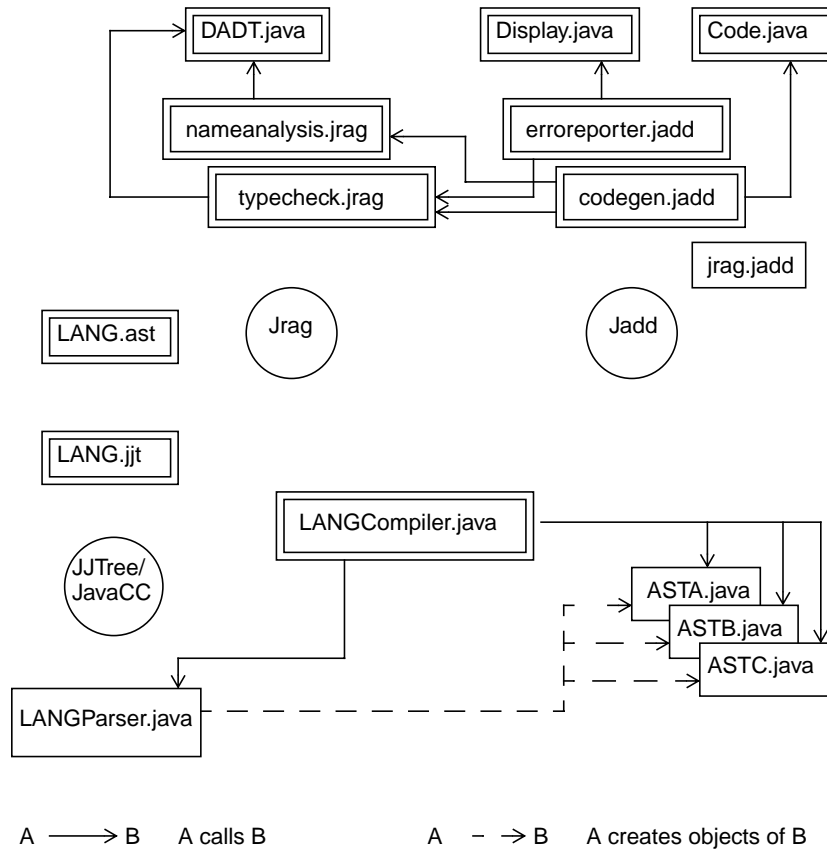 DADT.java
Display.java
Code.java
nameanalysis.jrag
erroreporter.jadd
typecheck.jrag
codegen.jadd
jrag.jadd
LANG.ast
Jrag
Jadd
LANG.jjt
LANGCompiler.java
JJTree/
JavaCC
ASTA.java
ASTB.java
ASTC.java
LANGParser.java
A B A calls B
A B A creates objects of B